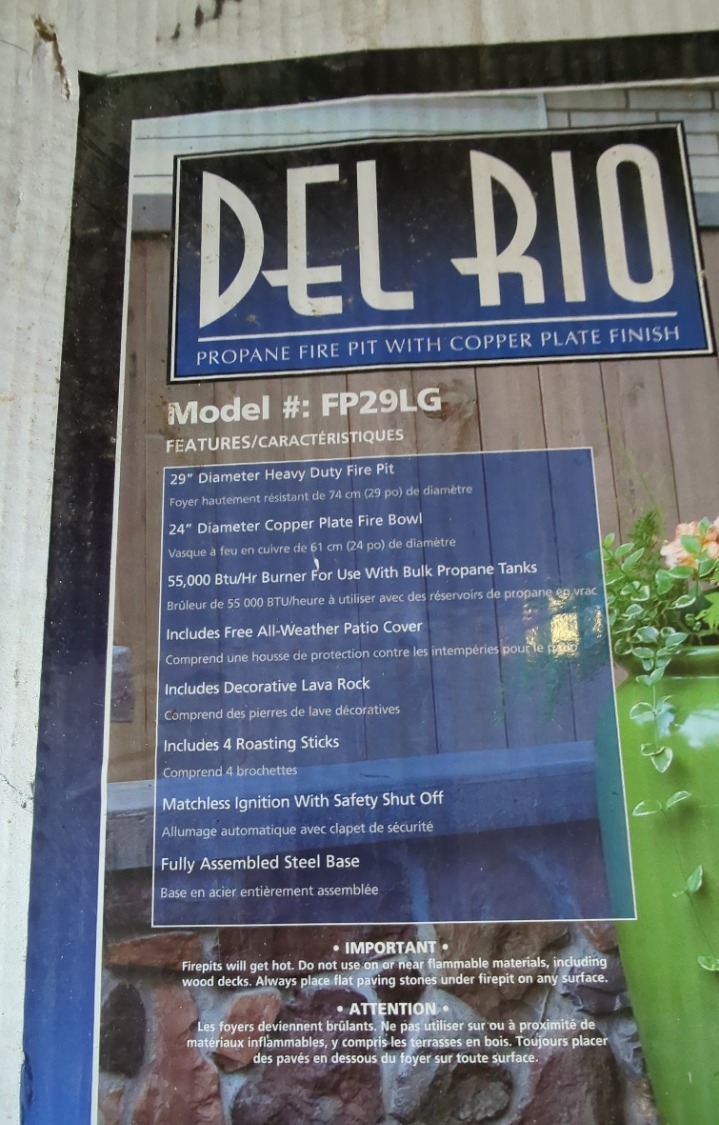 DEL RIO
PROPANE FIRE PIT WITH COPPER PLATE FINISH
Model #: FP29LG
FEATURES/CARACTÉRISTIQUES
29" Diameter Heavy Duty Fire Pit
Foyer hautement résistant de 74 cm (29 po) de diamètre
24" Diameter Copper Plate Fire Bowl
Vasque à feu en cuivre de 61 cm (24 po) de diamètre
55,000 Btu/Hr Burner For Use With Bulk Propane Tanks
Brûleur de 55 000 BTU/heure à utiliser avec des réservoirs de propane en vrac
Includes Free All-Weather Patio Cover
Comprend une housse de protection contre les intempéries pour le patio
Includes Decorative Lava Rock
Comprend des pierres de lave décoratives
Includes 4 Roasting Sticks
Comprend 4 brochettes
Matchless Ignition With Safety Shut Off
Allumage automatique avec clapet de sécurité
Fully Assembled Steel Base
Base en acier entièrement assemblée
• IMPORTANT •
Firepits will get hot. Do not use on or near flammable materials, including
wood decks. Always place flat paving stones under firepit on any surface.
• ATTENTION •
Les foyers deviennent brûlants. Ne pas utiliser sur ou à proximité de
matériaux inflammables, y compris les terrasses en bois. Toujours placer
des pavés en dessous du foyer sur toute surface.